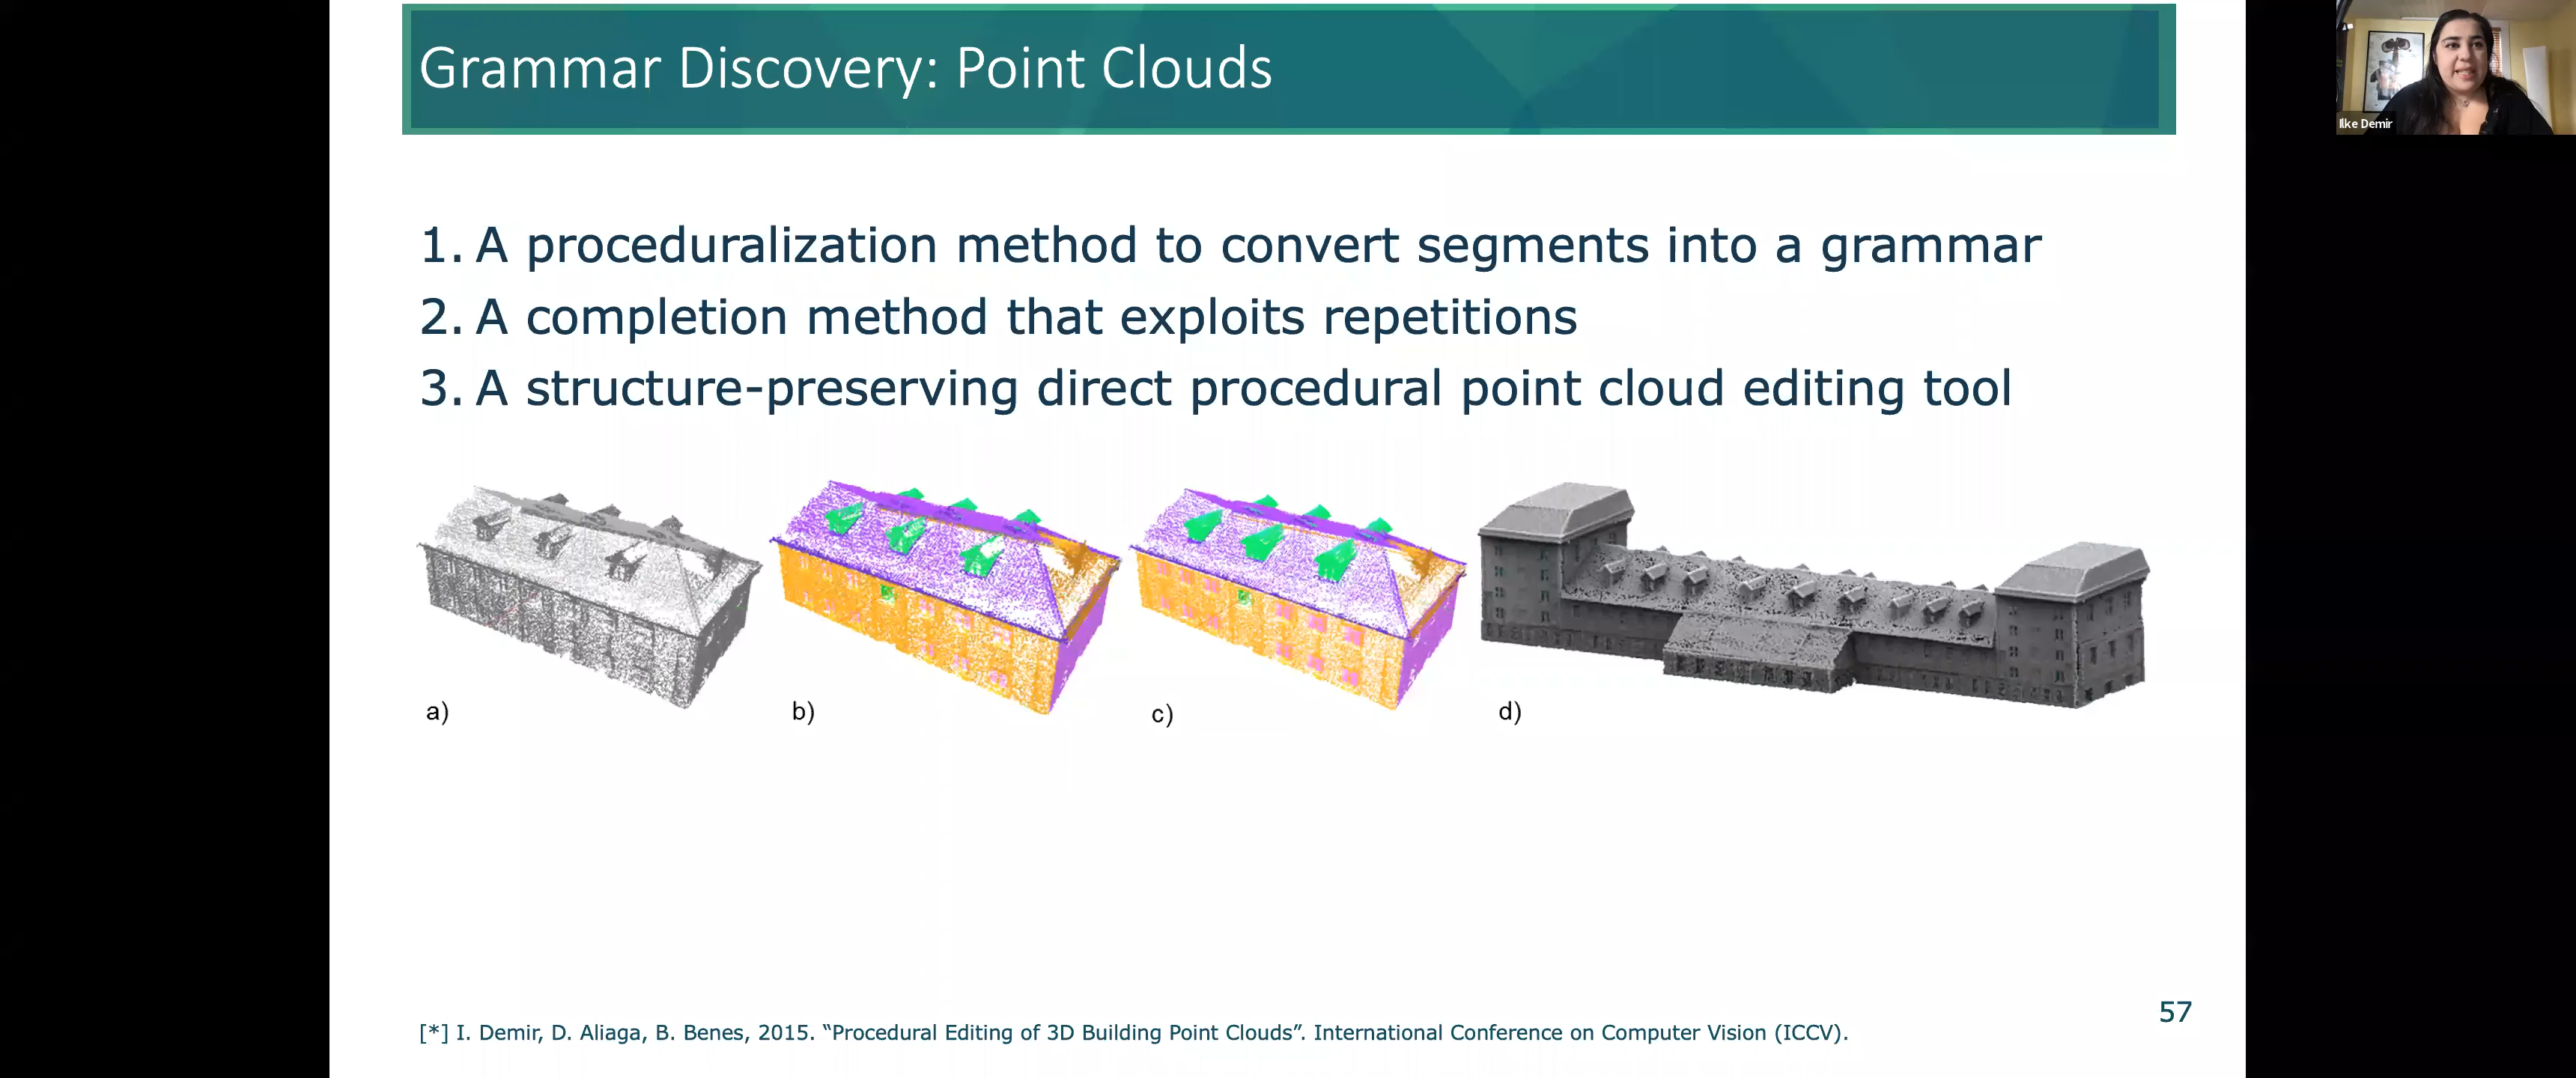 Grammar Discovery: Point Clouds
Ilke Demir
1. A proceduralization method to convert segments into a grammar
2. A completion method that exploits repetitions
3. A structure-preserving direct procedural point cloud editing tool
a)
b)
c)
d)
57
[*] I. Demir, D. Aliaga, B. Benes, 2015. “Procedural Editing of 3D Building Point Clouds”. International Conference on Computer Vision (ICCV).